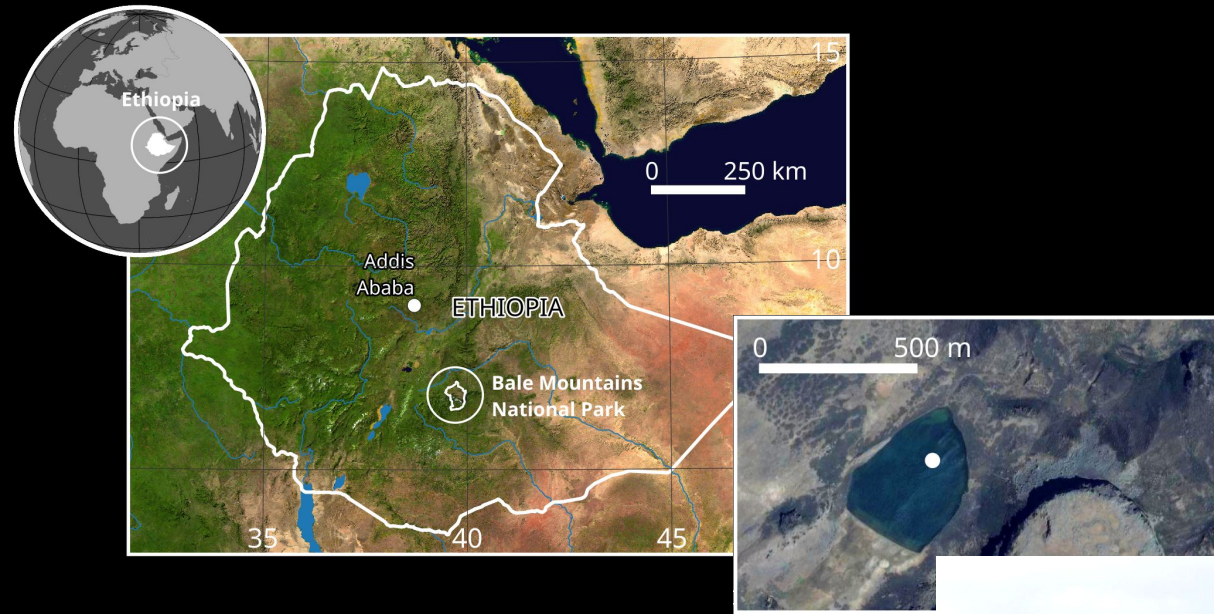 Ethiopia
15
0 250 km
10
Addis
Ababa
ETHIOPIA
Bale Mountains
National Park
35 40 45
0 500 m